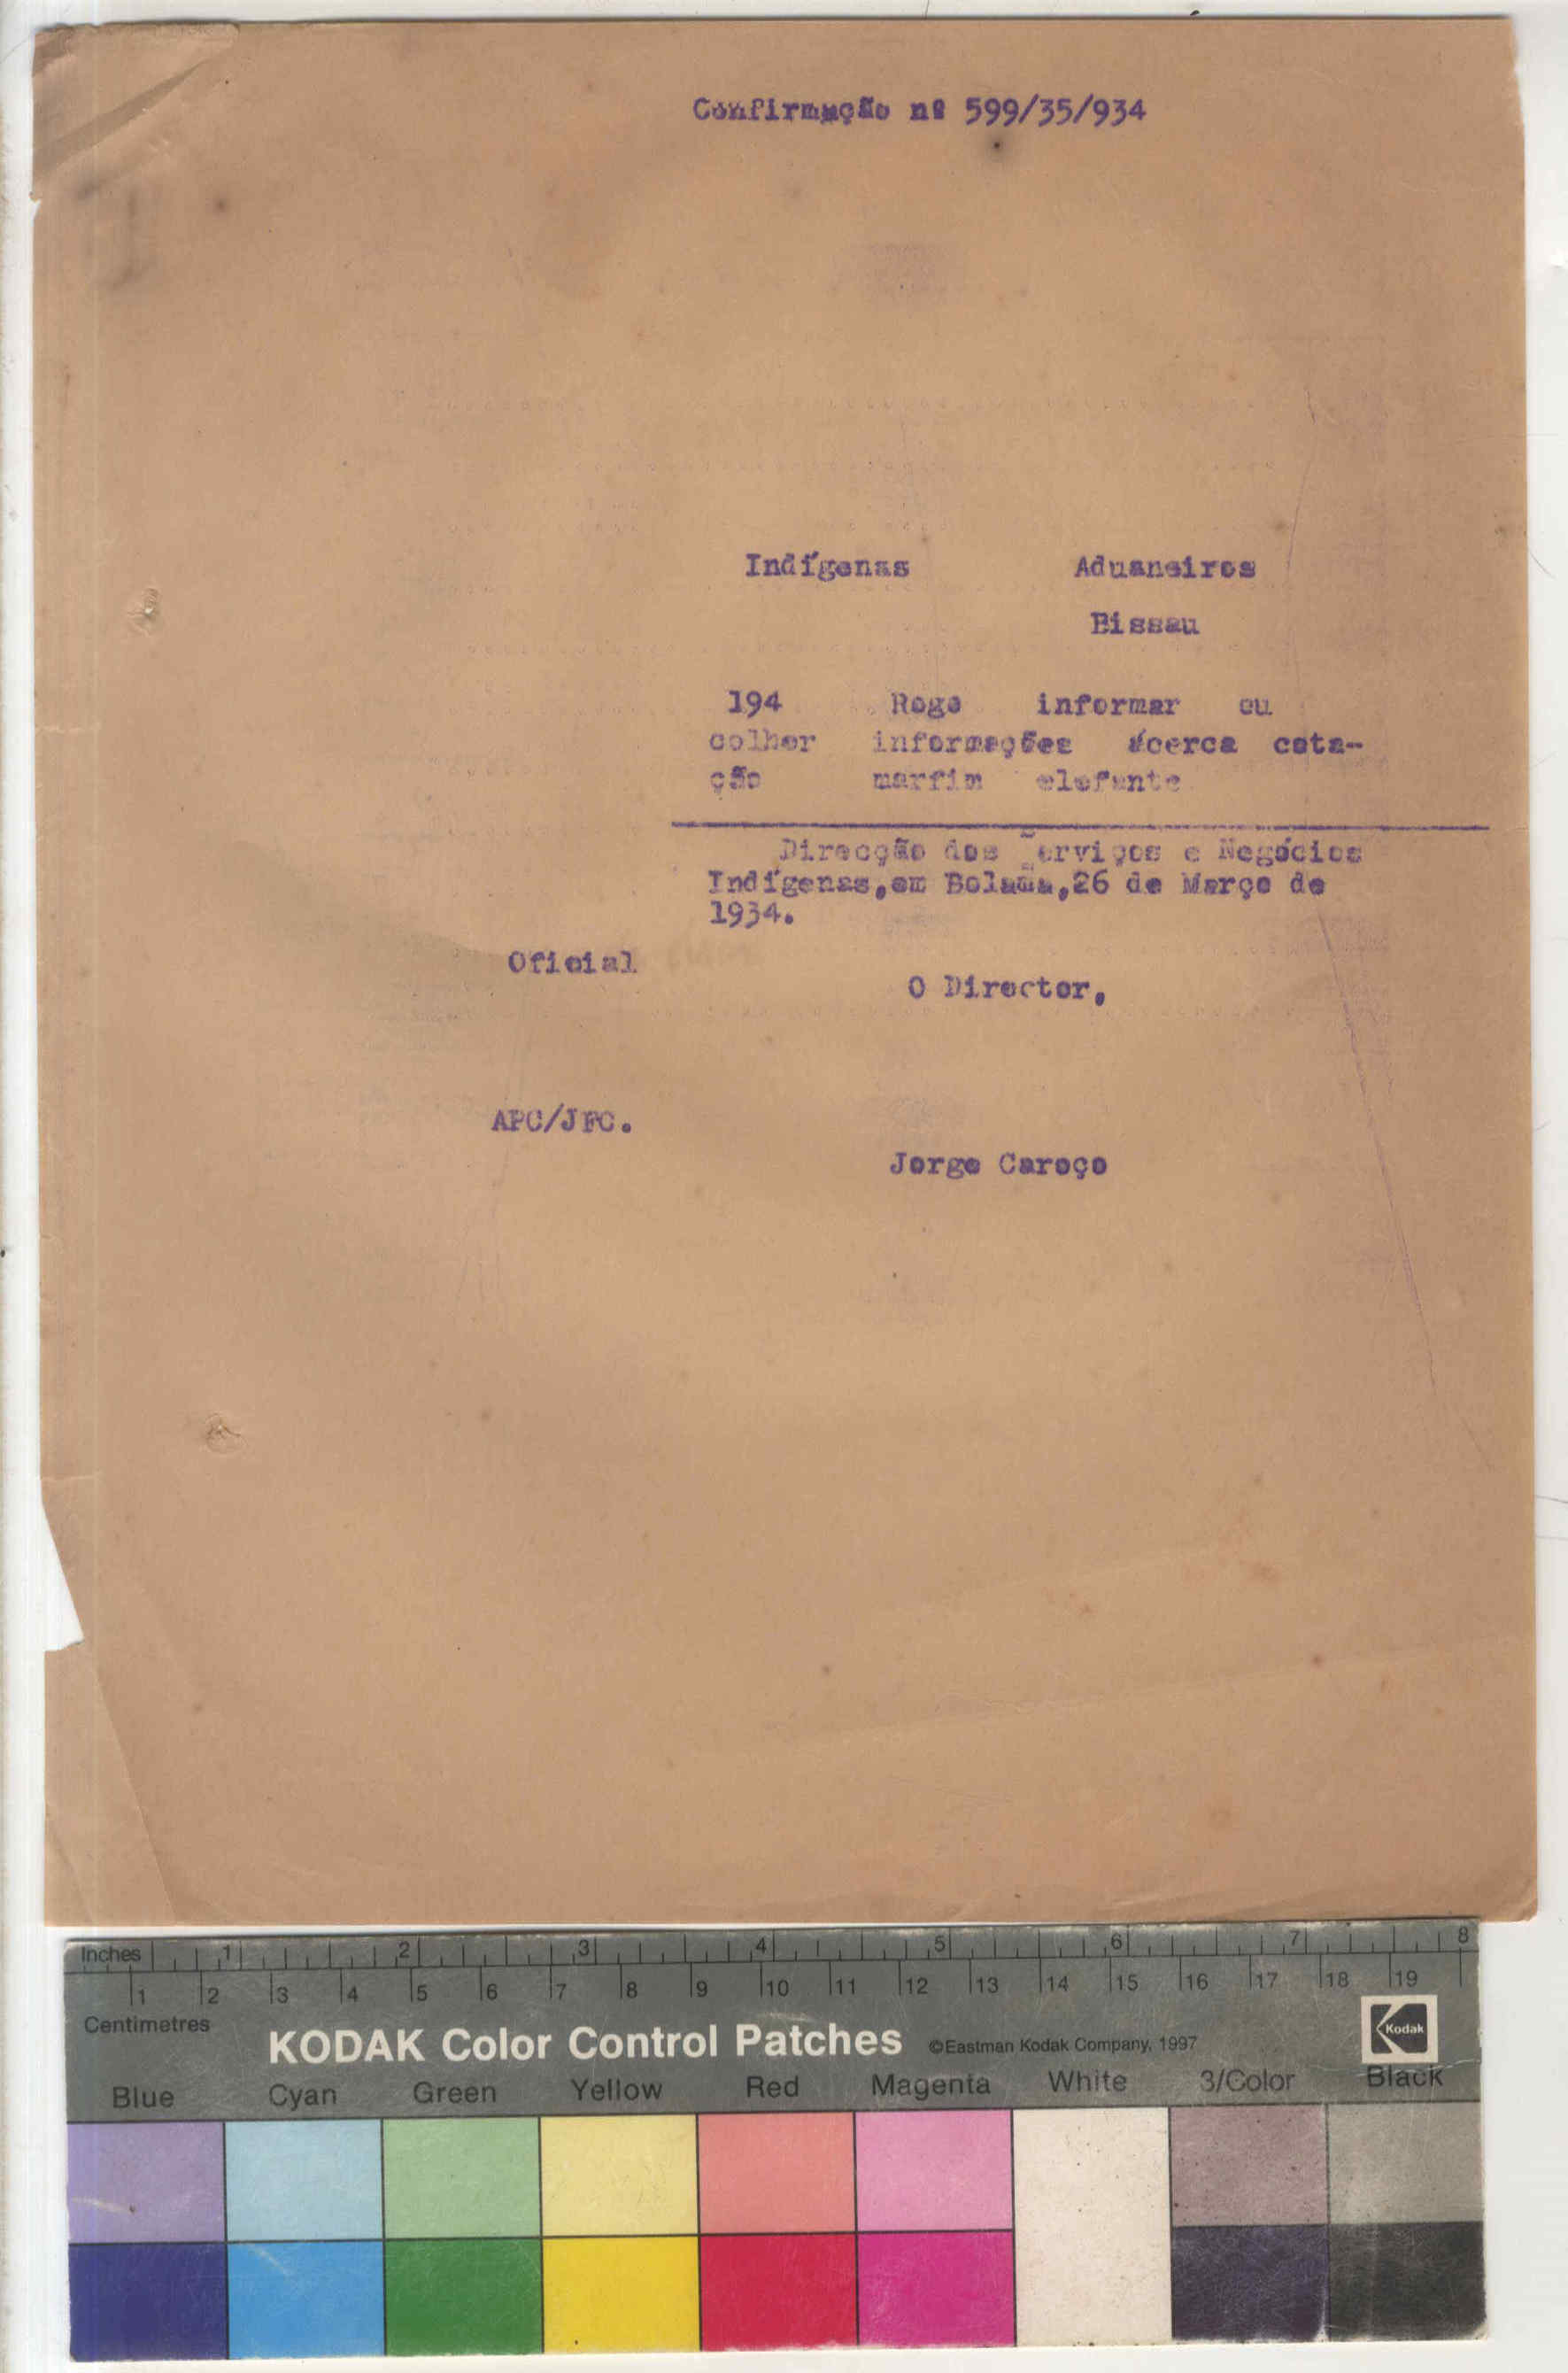 Confirmação nº 599/35/934
Indígenas Aduaneiros
Bissau
194 Rogo informar ou
colher informações ácerca cota-
ção marfim elefante
Direcção dos Serviços e Negócios
Indígenas,em Bolama,26 de Março de
1934.
Oficial
O Director,
APC/JFC.
Jorge Caroço
Inches 1 2 3 4 5 6 7 8
1 2 3 4 5 6 7 8 9 10 11 12 13 14 15 16 17 18 19
Centimetres
KODAK Color Control Patches ©Eastman Kodak Company, 1997 Kodak
Blue Cyan Green Yellow Red Magenta White 3/Color Black